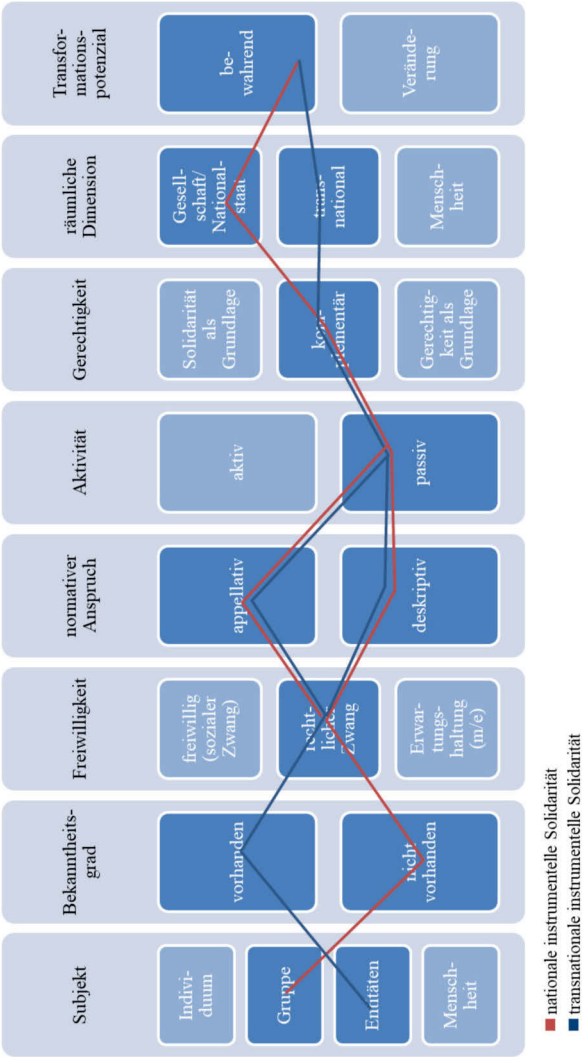 Subjekt
Indivi-
duum
Gruppe
Entitäten
Mensch-
heit
Bekanntheits-
grad
vorhanden
nicht
vorhanden
Freiwilligkeit
freiwillig
(sozialer
Zwang)
recht-
licher
Zwang
Erwar-
tungs-
haltung
(m/e)
normativer
Anspruch
appellativ
deskriptiv
Aktivität
aktiv
passiv
Gerechtigkeit
Solidarität
als
Grundlage
kom-
plementär
Gerechtig-
keit als
Grundlage
räumliche
Dimension
Gesell-
schaft/
National-
staat
trans-
national
Mensch-
heit
Transfor-
mations-
potenzial
be-
wahrend
Verände-
rung
nationale instrumentelle Solidarität
transnationale instrumentelle Solidarität